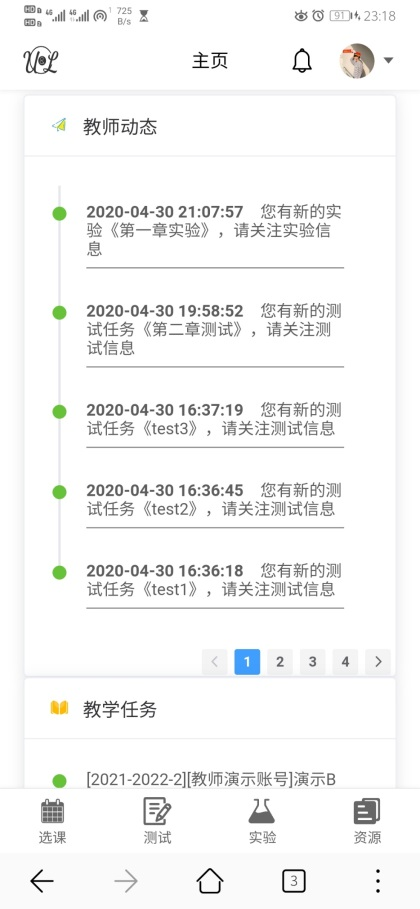 HD 1 4G 4G 1 725 B/s 91 23:18
HD 2
主页
教师动态
2020-04-30 21:07:57 您有新的实
验《第一章实验》，请关注实验信
息
2020-04-30 19:58:52 您有新的测
试任务《第二章测试》，请关注测
试信息
2020-04-30 16:37:19 您有新的测
试任务《test3》，请关注测试信息
2020-04-30 16:36:45 您有新的测
试任务《test2》，请关注测试信息
2020-04-30 16:36:18 您有新的测
试任务《test1》，请关注测试信息
1 2 3 4
教学任务
[2021-2022-2][教师演示账号]演示B
选课 测试 实验 资源
3